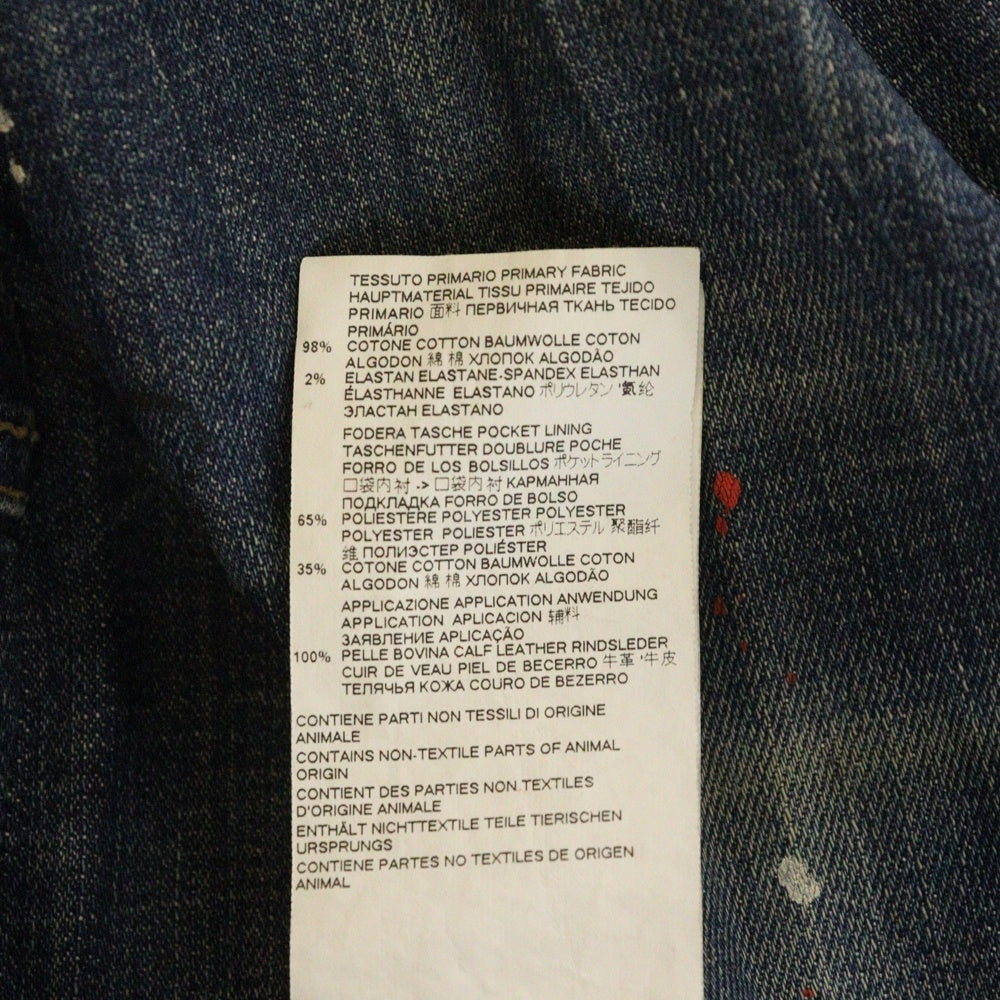 TESSUTO PRIMARIO PRIMARY FABRIC
HAUPTMATERIAL TISSU PRIMAIRE TEJIDO
PRIMARIO 面料 ПЕРВИЧНАЯ ТКАНЬ TECIDO
PRIMÁRIO
98% COTONE COTTON BAUMWOLLE COTON
ALGODON 綿 棉 ХЛОПОК ALGODÃO
2% ELASTAN ELASTANE-SPANDEX ELASTHAN
ÉLASTHANNE ELASTANO ポリウレタン '氨纶
ЭЛАСТАН ELASTANO
FODERA TASCHE POCKET LINING
TASCHENFUTTER DOUBLURE POCHE
FORRO DE LOS BOLSILLOS ポケットライニング
口袋内衬 -> 口袋内衬 КАРМАННАЯ
ПОДКЛАДКА FORRO DE BOLSO
65% POLIESTERE POLYESTER POLYESTER
POLYESTER POLIESTER ポリエステル 聚酯纤
维 ПОЛИЭСТЕР POLIÉSTER
35% COTONE COTTON BAUMWOLLE COTON
ALGODON 綿 棉 ХЛОПОК ALGODÃO
APPLICAZIONE APPLICATION ANWENDUNG
APPLICATION APLICACION 辅料
ЗАЯВЛЕНИЕ APLICAÇÃO
100% PELLE BOVINA CALF LEATHER RINDSLEDER
CUIR DE VEAU PIEL DE BECERRO 牛革 '牛皮
ТЕЛЯЧЬЯ КОЖА COURO DE BEZERRO
CONTIENE PARTI NON TESSILI DI ORIGINE
ANIMALE
CONTAINS NON-TEXTILE PARTS OF ANIMAL
ORIGIN
CONTIENT DES PARTIES NON TEXTILES
D'ORIGINE ANIMALE
ENTHÄLT NICHTTEXTILE TEILE TIERISCHEN
URSPRUNGS
CONTIENE PARTES NO TEXTILES DE ORIGEN
ANIMAL